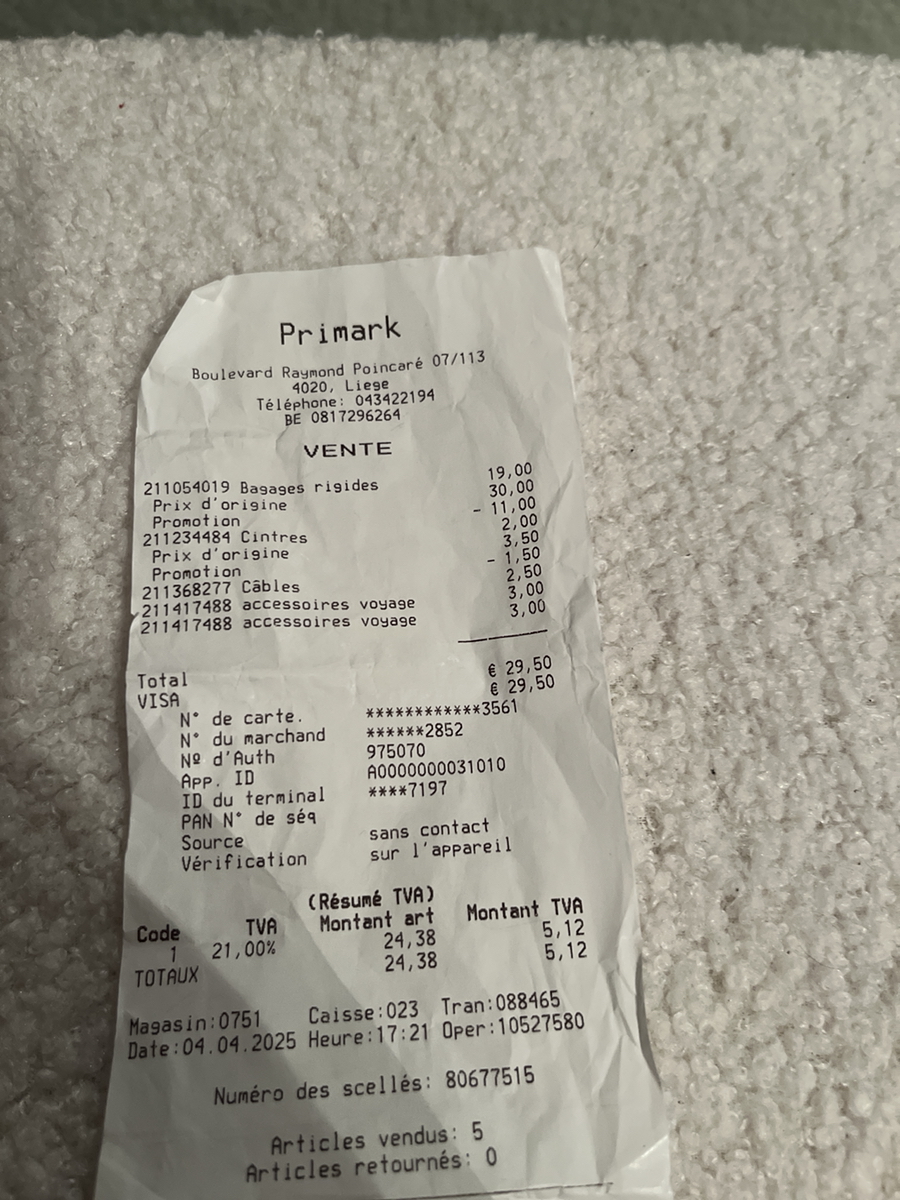 Primark
Boulevard Raymond Poincaré 07/113
4020, Liege
Téléphone: 043422194
BE 0817296264
VENTE
211054019 Bagages rigides 19,00
Prix d'origine 30,00
Promotion - 11,00
211234484 Cintres 2,00
Prix d'origine 3,50
Promotion - 1,50
211368277 Câbles 2,50
211417488 accessoires voyage 3,00
211417488 accessoires voyage 3,00
Total € 29,50
VISA € 29,50
N° de carte. ************3561
N° du marchand ******2852
Nº d'Auth 975070
App. ID A0000000031010
ID du terminal ****7197
PAN N° de séq
Source sans contact
Vérification sur l'appareil
(Résumé TVA)
Code TVA Montant art Montant TVA
1 21,00% 24,38 5,12
TOTAUX 24,38 5,12
Magasin:0751 Caisse:023 Tran:088465
Date:04.04.2025 Heure:17:21 Oper:10527580
Numéro des scellés: 80677515
Articles vendus: 5
Articles retournés: 0